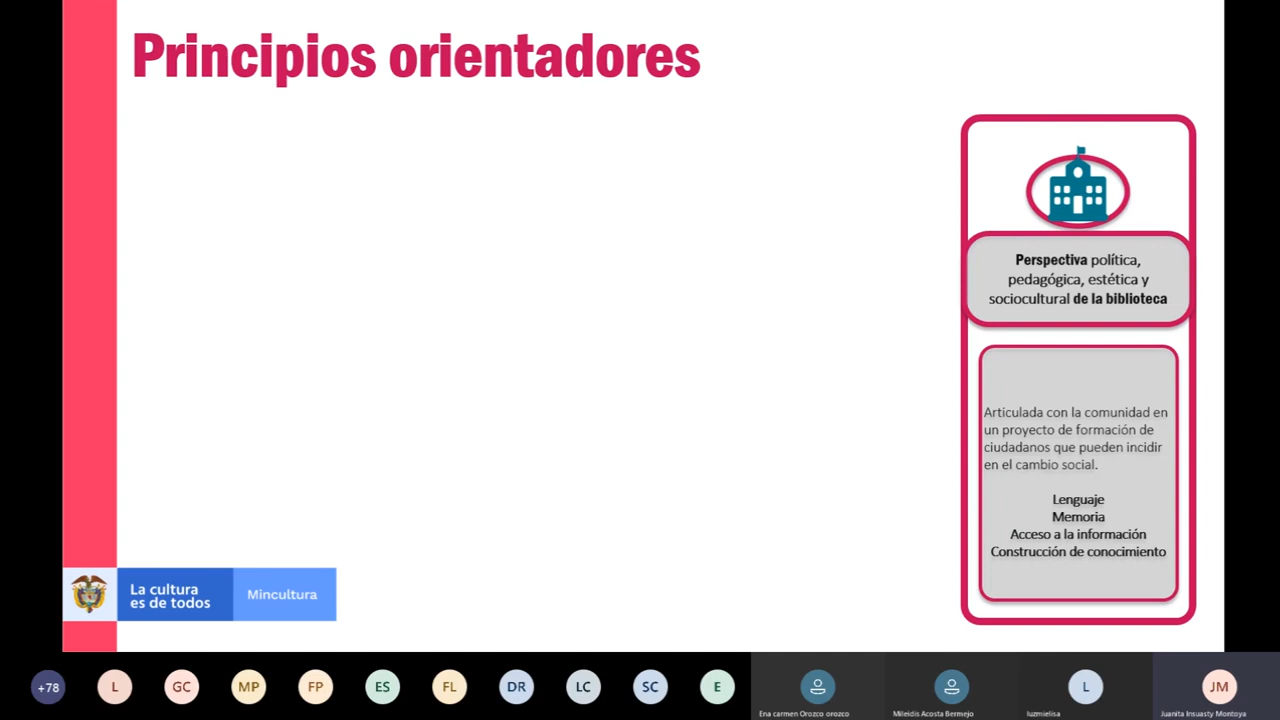 Principios orientadores
Perspectiva política,
pedagógica, estética y
sociocultural de la biblioteca
Articulada con la comunidad en
un proyecto de formación de
ciudadanos que pueden incidir
en el cambio social.
Lenguaje
Memoria
Acceso a la información
Construcción de conocimiento
La cultura
es de todos
Mincultura
+78
L
GC
MP
FP
ES
FL
DR
LC
SC
E
Ena carmen Orozco orozco
Mileidis Acosta Bermejo
L
luzmielisa
JM
Juanita Insuasty Montoya